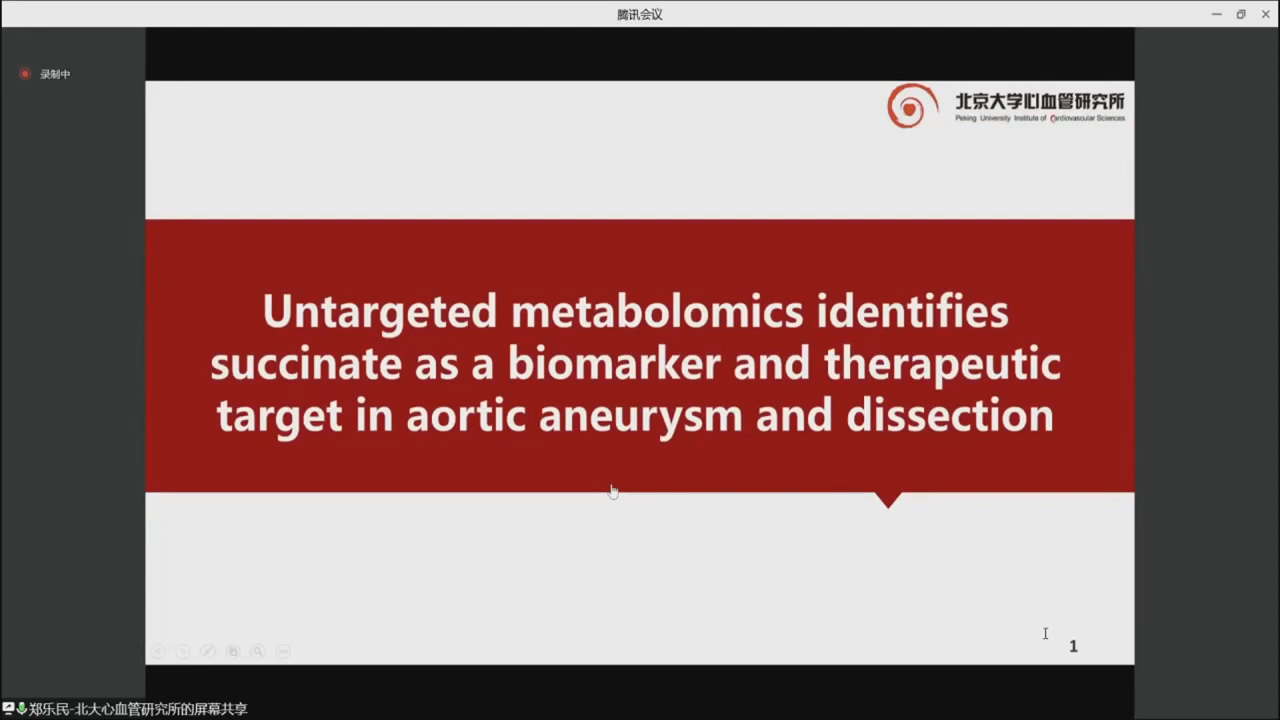 腾讯会议
录制中
北京大学心血管研究所
Peking University Institute of Cardiovascular Sciences
Untargeted metabolomics identifies
succinate as a biomarker and therapeutic
target in aortic aneurysm and dissection
1
郑乐民-北大心血管研究所的屏幕共享